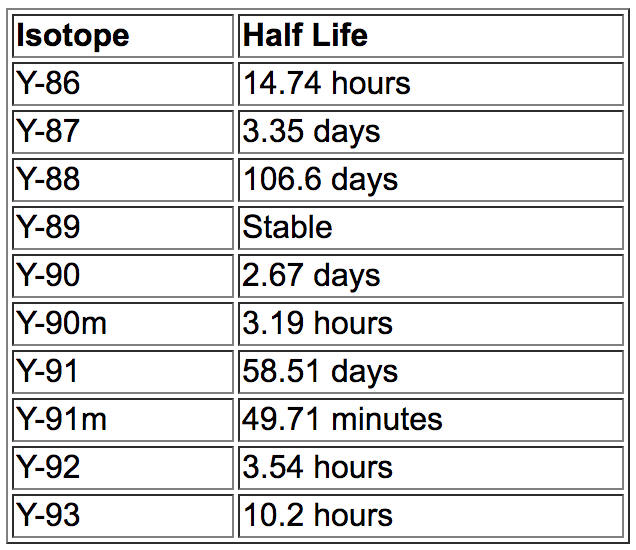 Isotope Half Life
Y-86 14.74 hours
Y-87 3.35 days
Y-88 106.6 days
Y-89 Stable
Y-90 2.67 days
Y-90m 3.19 hours
Y-91 58.51 days
Y-91m 49.71 minutes
Y-92 3.54 hours
Y-93 10.2 hours